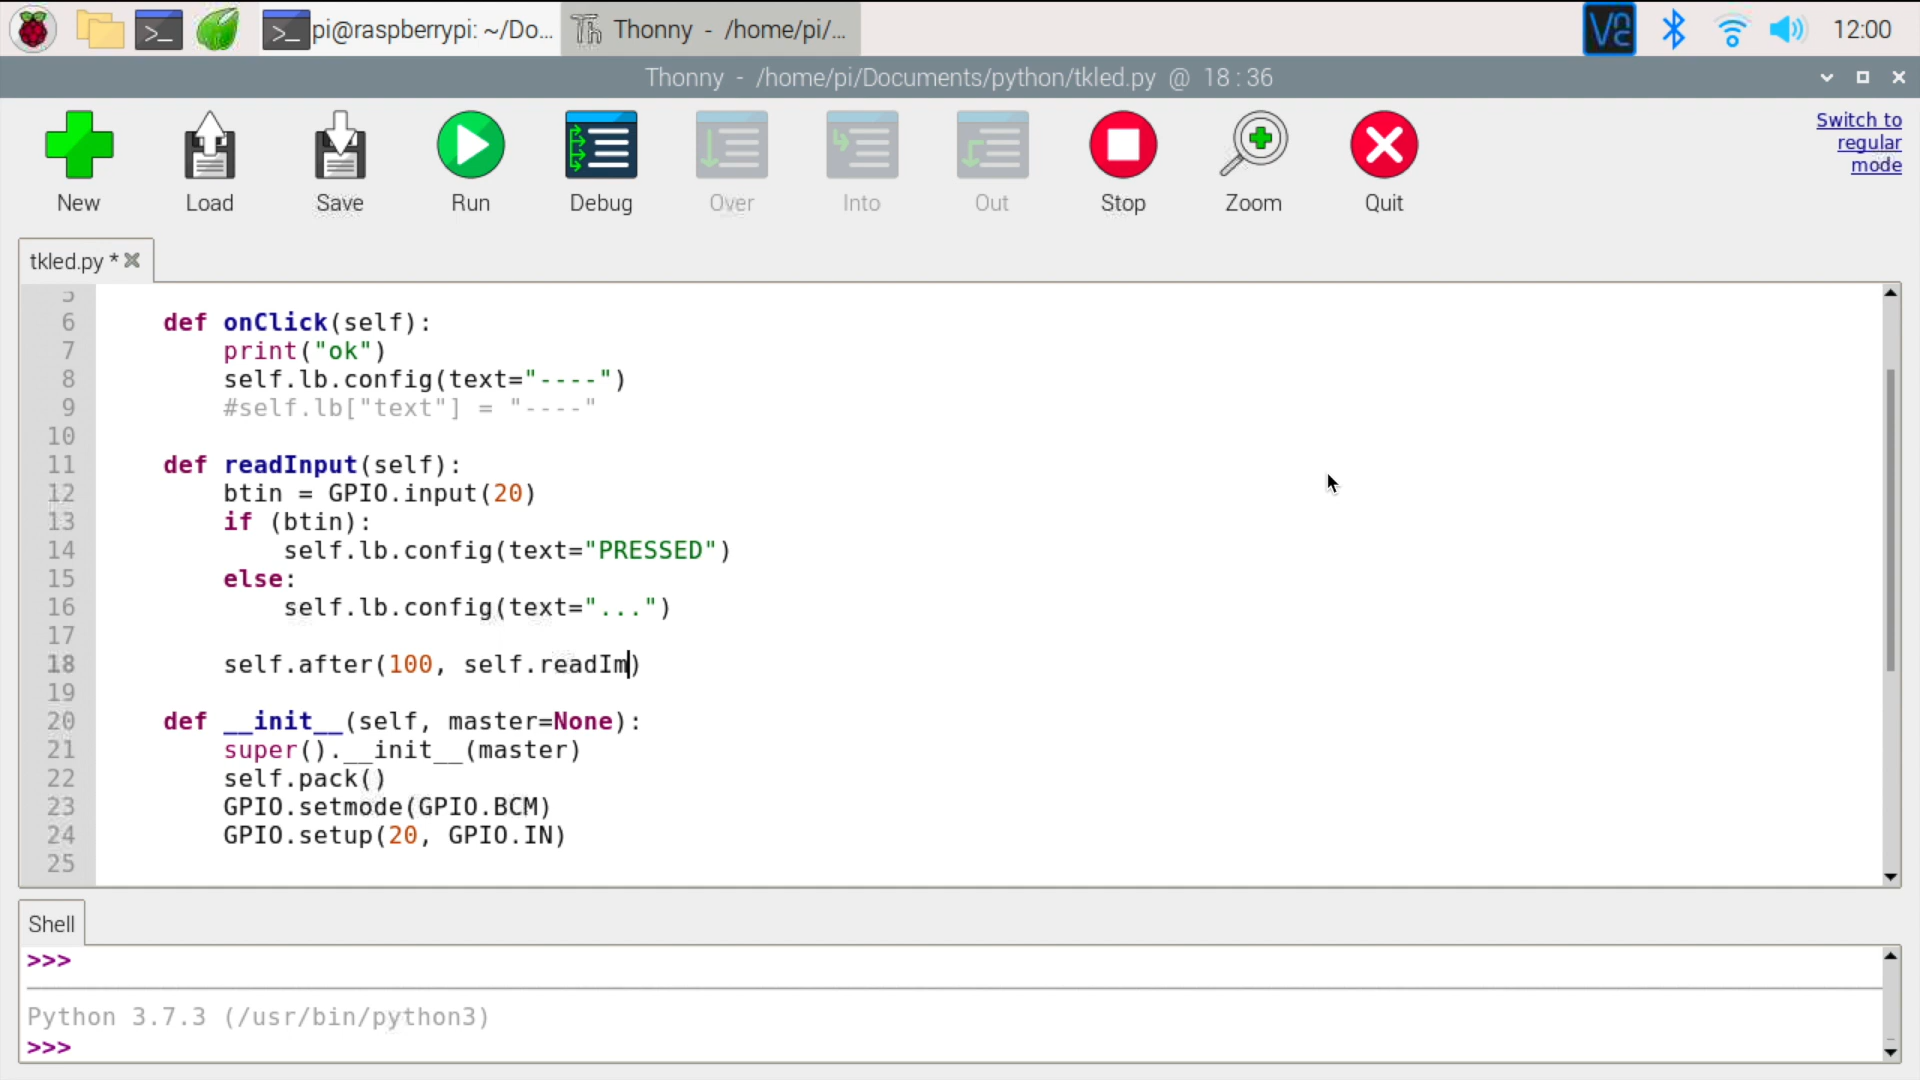 pi@raspberrypi: ~/Do...
Thonny - /home/pi/...
12:00
Thonny - /home/pi/Documents/python/tkled.py @ 18 : 36
New
Load
Save
Run
Debug
Over
Into
Out
Stop
Zoom
Quit
Switch to
regular
mode
tkled.py *
5
6 def onClick(self):
7 print("ok")
8 self.lb.config(text="----")
9 #self.lb["text"] = "----"
10
11 def readInput(self):
12 btin = GPIO.input(20)
13 if (btin):
14 self.lb.config(text="PRESSED")
15 else:
16 self.lb.config(text="...")
17
18 self.after(100, self.readIm)
19
20 def __init__(self, master=None):
21 super().__init__(master)
22 self.pack()
23 GPIO.setmode(GPIO.BCM)
24 GPIO.setup(20, GPIO.IN)
25
Shell
>>>
Python 3.7.3 (/usr/bin/python3)
>>>